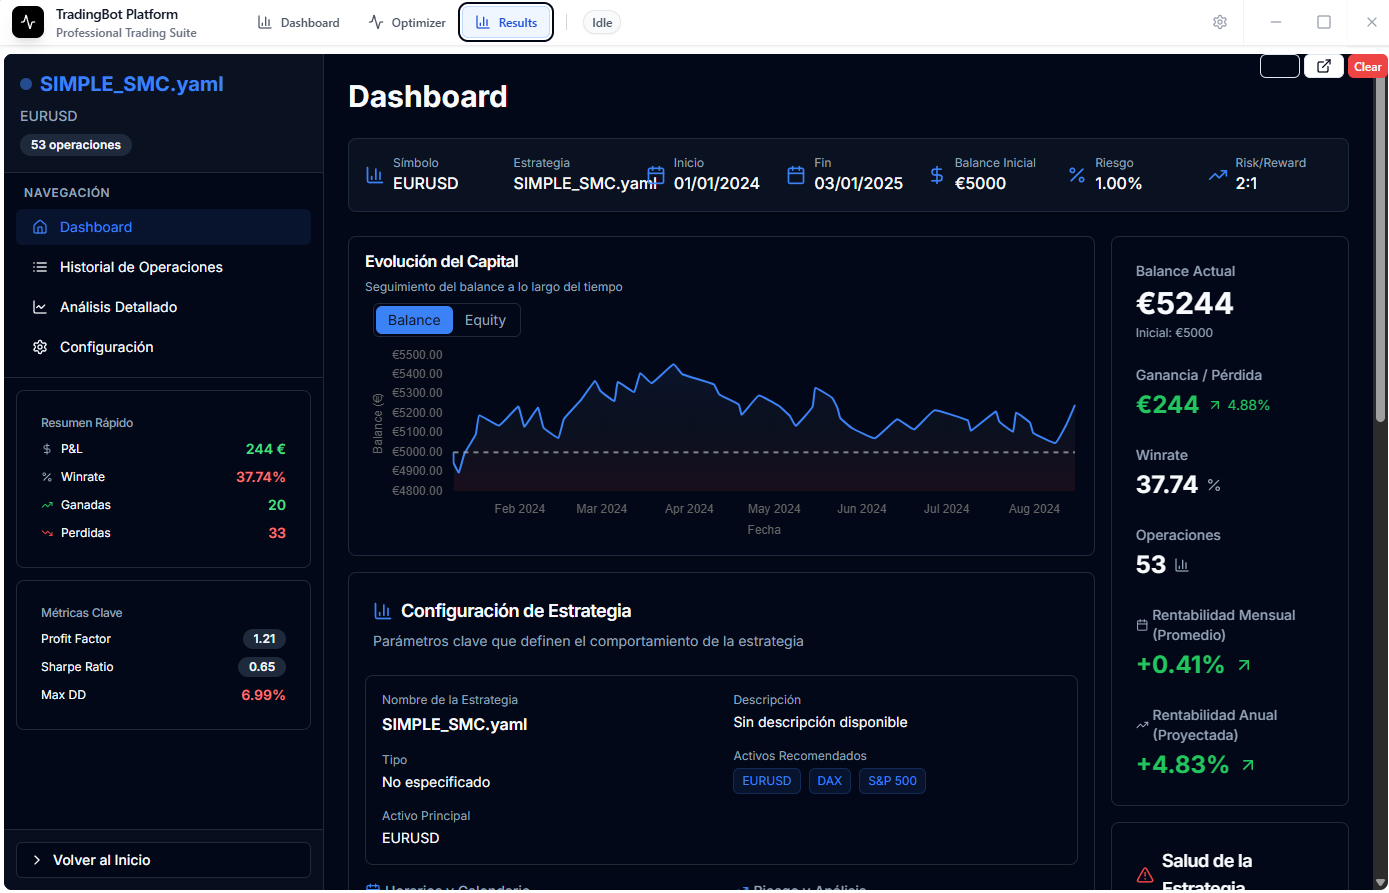 TradingBot Platform
Professional Trading Suite
Dashboard
Optimizer
Results
Idle
Clear
SIMPLE_SMC.yaml
EURUSD
53 operaciones
NAVEGACIÓN
Dashboard
Historial de Operaciones
Análisis Detallado
Configuración
Resumen Rápido
P&L 244 €
Winrate 37.74%
Ganadas 20
Perdidas 33
Métricas Clave
Profit Factor 1.21
Sharpe Ratio 0.65
Max DD 6.99%
Volver al Inicio
Dashboard
Símbolo
EURUSD
Estrategia
SIMPLE_SMC.yaml
Inicio
01/01/2024
Fin
03/01/2025
Balance Inicial
€5000
Riesgo
1.00%
Risk/Reward
2:1
Evolución del Capital
Seguimiento del balance a lo largo del tiempo
Balance
Equity
€5500.00
€5400.00
€5300.00
€5200.00
€5100.00
€5000.00
€4900.00
€4800.00
Balance (€)
Feb 2024
Mar 2024
Apr 2024
May 2024
Jun 2024
Jul 2024
Aug 2024
Fecha
Balance Actual
€5244
Inicial: €5000
Ganancia / Pérdida
€244 4.88%
Winrate
37.74 %
Operaciones
53
Rentabilidad Mensual
(Promedio)
+0.41%
Rentabilidad Anual
(Proyectada)
+4.83%
Configuración de Estrategia
Parámetros clave que definen el comportamiento de la estrategia
Nombre de la Estrategia
SIMPLE_SMC.yaml
Tipo
No especificado
Activo Principal
EURUSD
Descripción
Sin descripción disponible
Activos Recomendados
EURUSD
DAX
S&P 500
Horarios y Calendario
Riesgo y Análisis
Salud de la
Estrategia